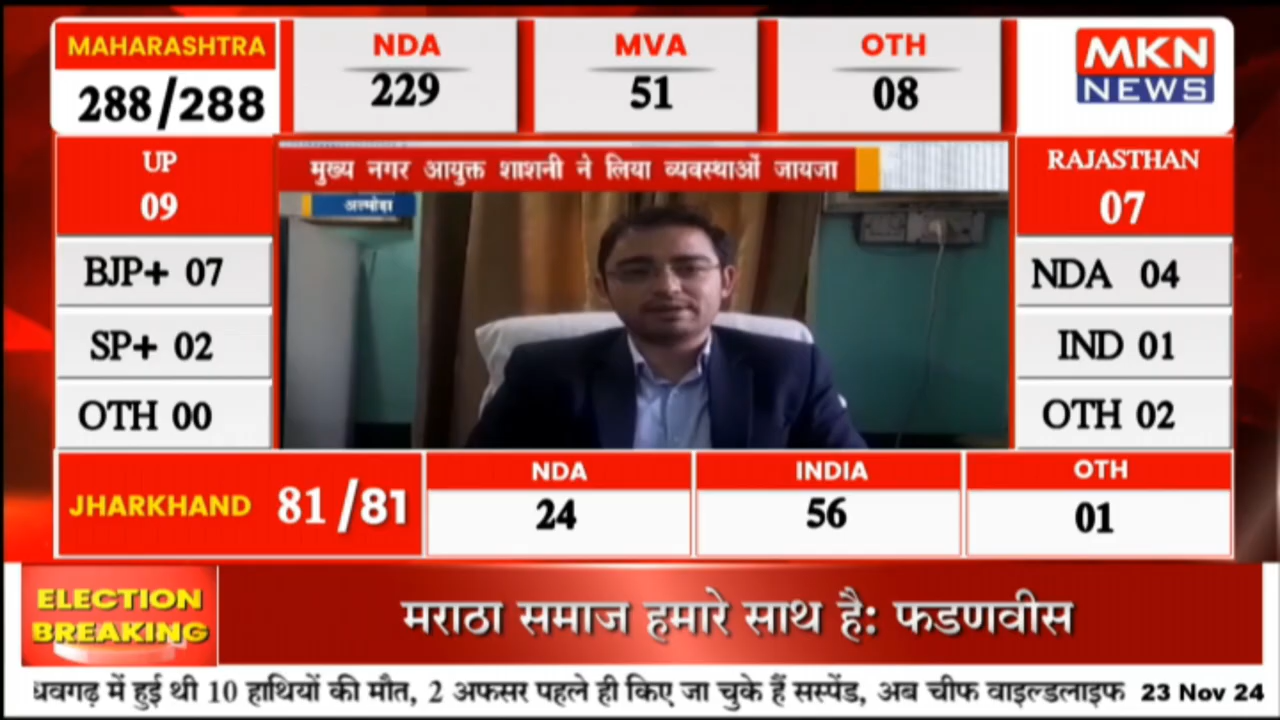 MAHARASHTRA
288/288
NDA
229
MVA
51
OTH
08
MKN
NEWS
UP
09
BJP+ 07
SP+ 02
OTH 00
मुख्य नगर आयुक्त शाशनी ने लिया व्यवस्थाओं जायजा
अल्मोड़ा
RAJASTHAN
07
NDA 04
IND 01
OTH 02
JHARKHAND 81/81
NDA
24
INDIA
56
OTH
01
ELECTION
BREAKING
मराठा समाज हमारे साथ है: फडणवीस
धवगढ़ में हुई थी 10 हाथियों की मौत, 2 अफसर पहले ही किए जा चुके हैं सस्पेंड, अब चीफ वाइल्डलाइफ 23 Nov 24